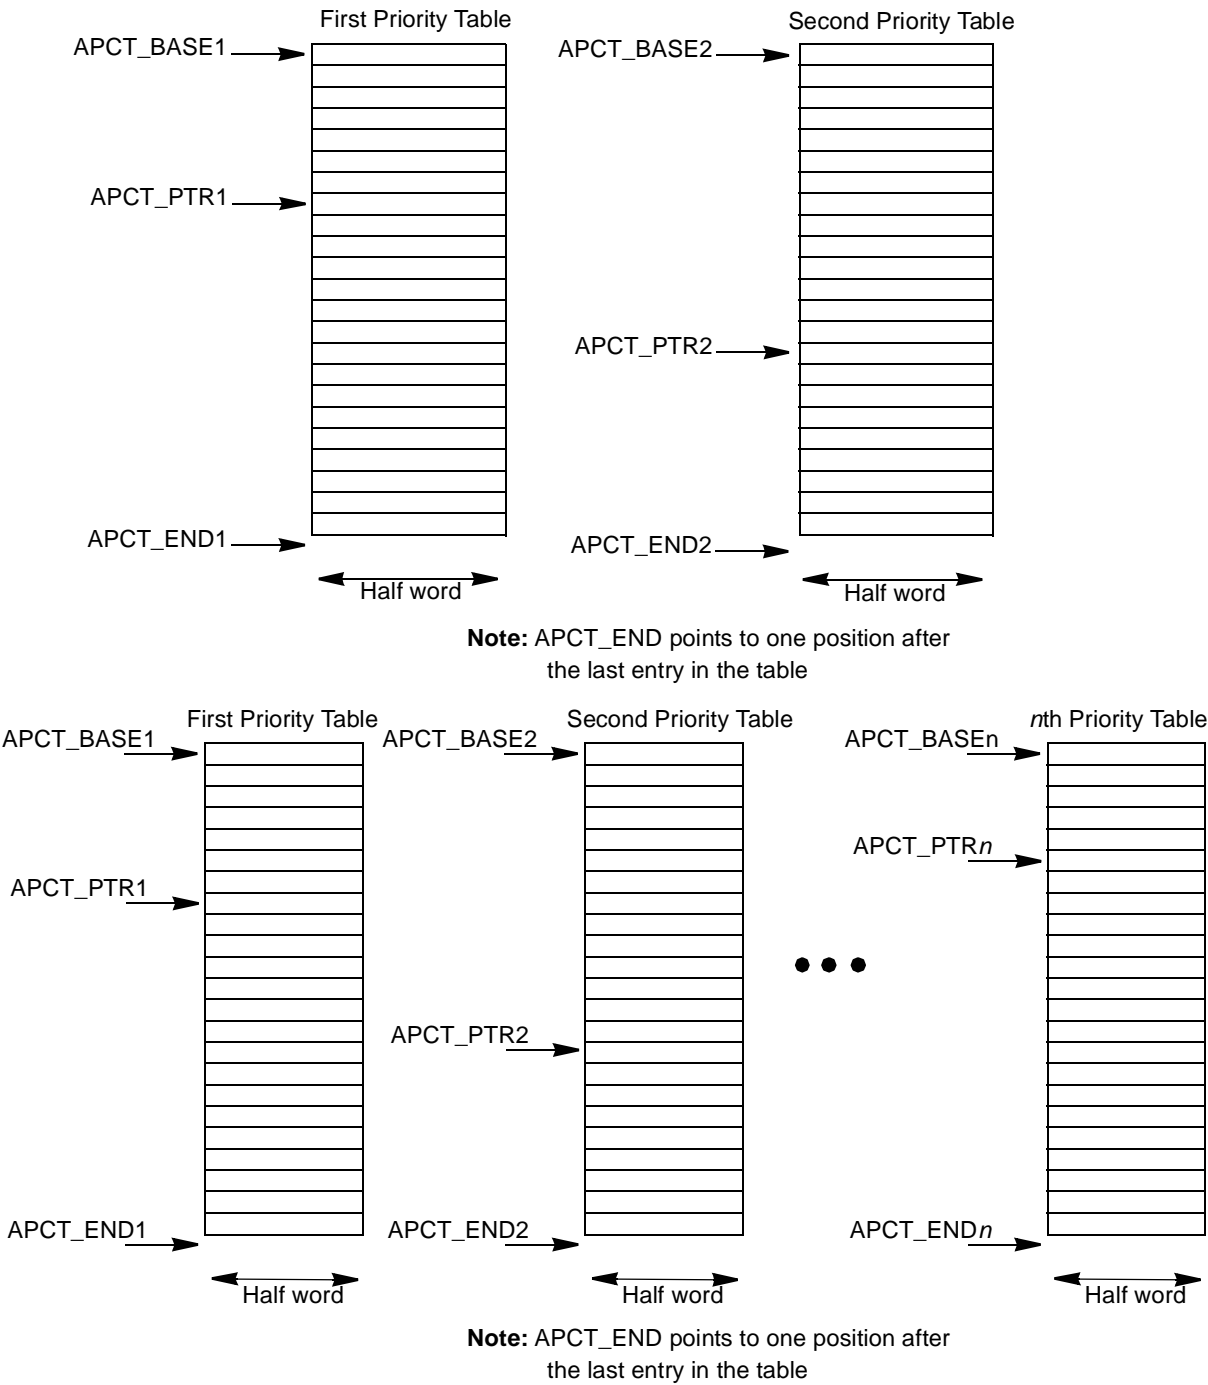 First Priority Table
Second Priority Table
APCT_BASE1
APCT_BASE2
APCT_PTR1
APCT_PTR2
APCT_END1
APCT_END2
Half word
Half word
Note: APCT_END points to one position after
the last entry in the table
First Priority Table
Second Priority Table
nth Priority Table
APCT_BASE1
APCT_BASE2
APCT_BASEn
APCT_PTRn
APCT_PTR1
APCT_PTR2
APCT_END1
APCT_END2
APCT_ENDn
Half word
Half word
Half word
Note: APCT_END points to one position after
the last entry in the table